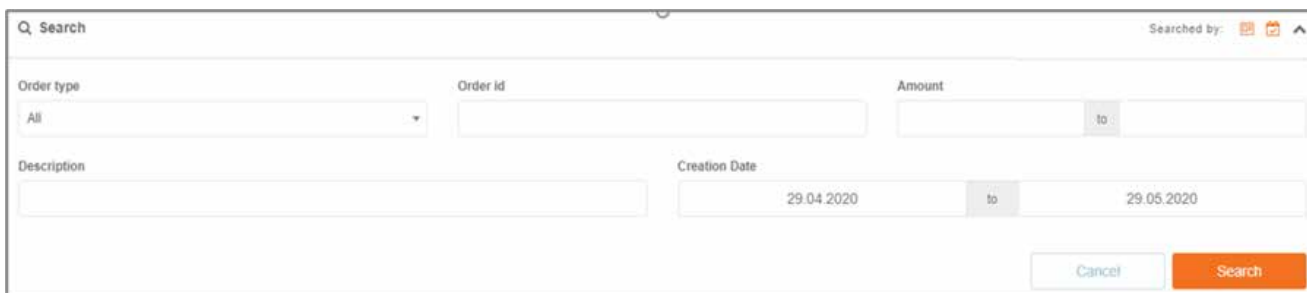 Search
Searched by:
Order type
Order id
Amount
All
to
Description
Creation Date
29.04.2020
to
29.05.2020
Cancel
Search